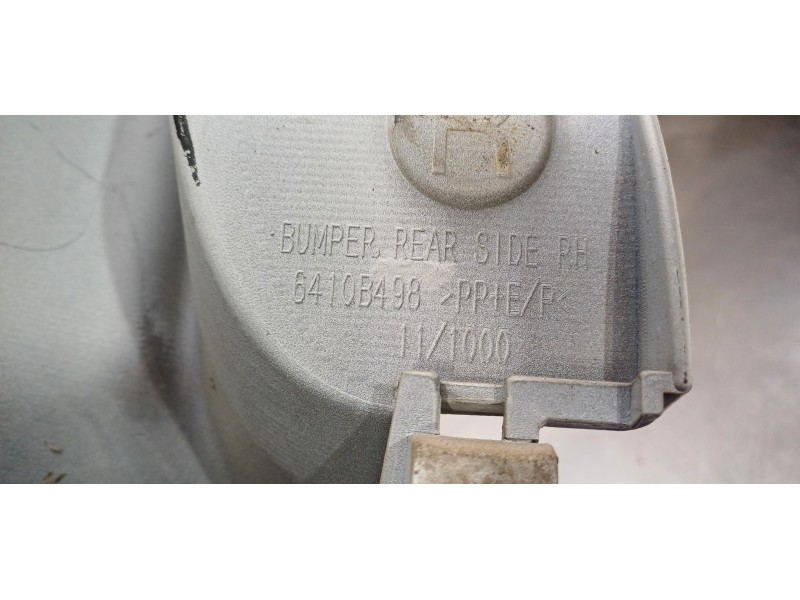 BUMPER, REAR SIDE RH
6410B498 >PP+E/P<
11/1000